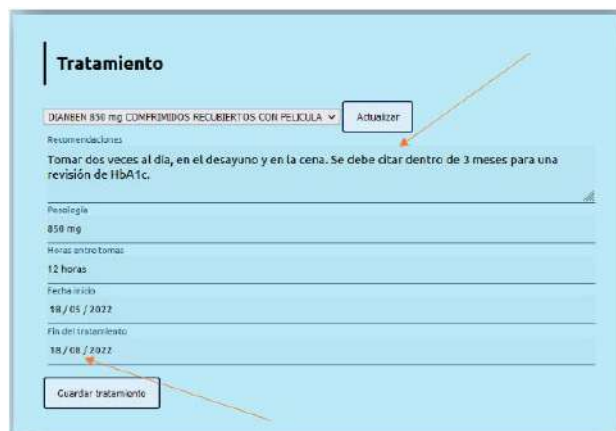 Tratamiento
DIANBEN 850 mg COMPRIMIDOS RECUBIERTOS CON PELICULA
Actualizar
Recomendaciones
Tomar dos veces al día, en el desayuno y en la cena. Se debe citar dentro de 3 meses para una
revisión de HbA1c.
Posología
850 mg
Horas entre tomas
12 horas
Fecha inicio
18 / 05 / 2022
Fin del tratamiento
18 / 08 / 2022
Guardar tratamiento